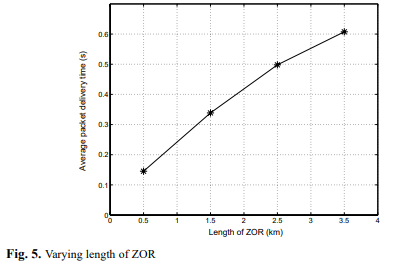 0.6
0.5
0.4
0.3
0.2
0.1
0
Average packet delivery time (s)
0 0.5 1 1.5 2 2.5 3 3.5 4
Length of ZOR (km)
Fig. 5. Varying length of ZOR